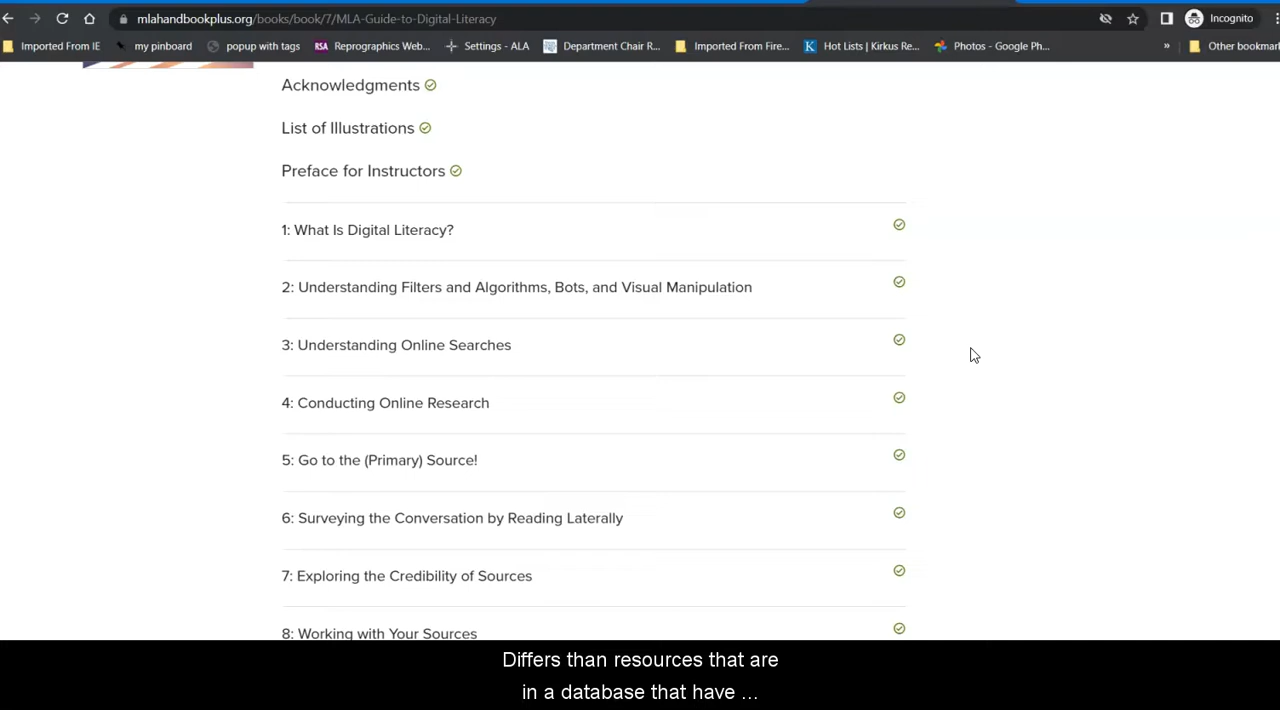 mlahandbookplus.org/books/book/7/MLA-Guide-to-Digital-Literacy
Incognito
Imported From IE
my pinboard
popup with tags
RSA Reprographics Web...
Settings - ALA
Department Chair R...
Imported From Fire...
K Hot Lists | Kirkus Re...
Photos - Google Ph...
»
Other bookmar
Acknowledgments
List of Illustrations
Preface for Instructors
1: What Is Digital Literacy?
2: Understanding Filters and Algorithms, Bots, and Visual Manipulation
3: Understanding Online Searches
4: Conducting Online Research
5: Go to the (Primary) Source!
6: Surveying the Conversation by Reading Laterally
7: Exploring the Credibility of Sources
8: Working with Your Sources
Differs than resources that are
in a database that have ...